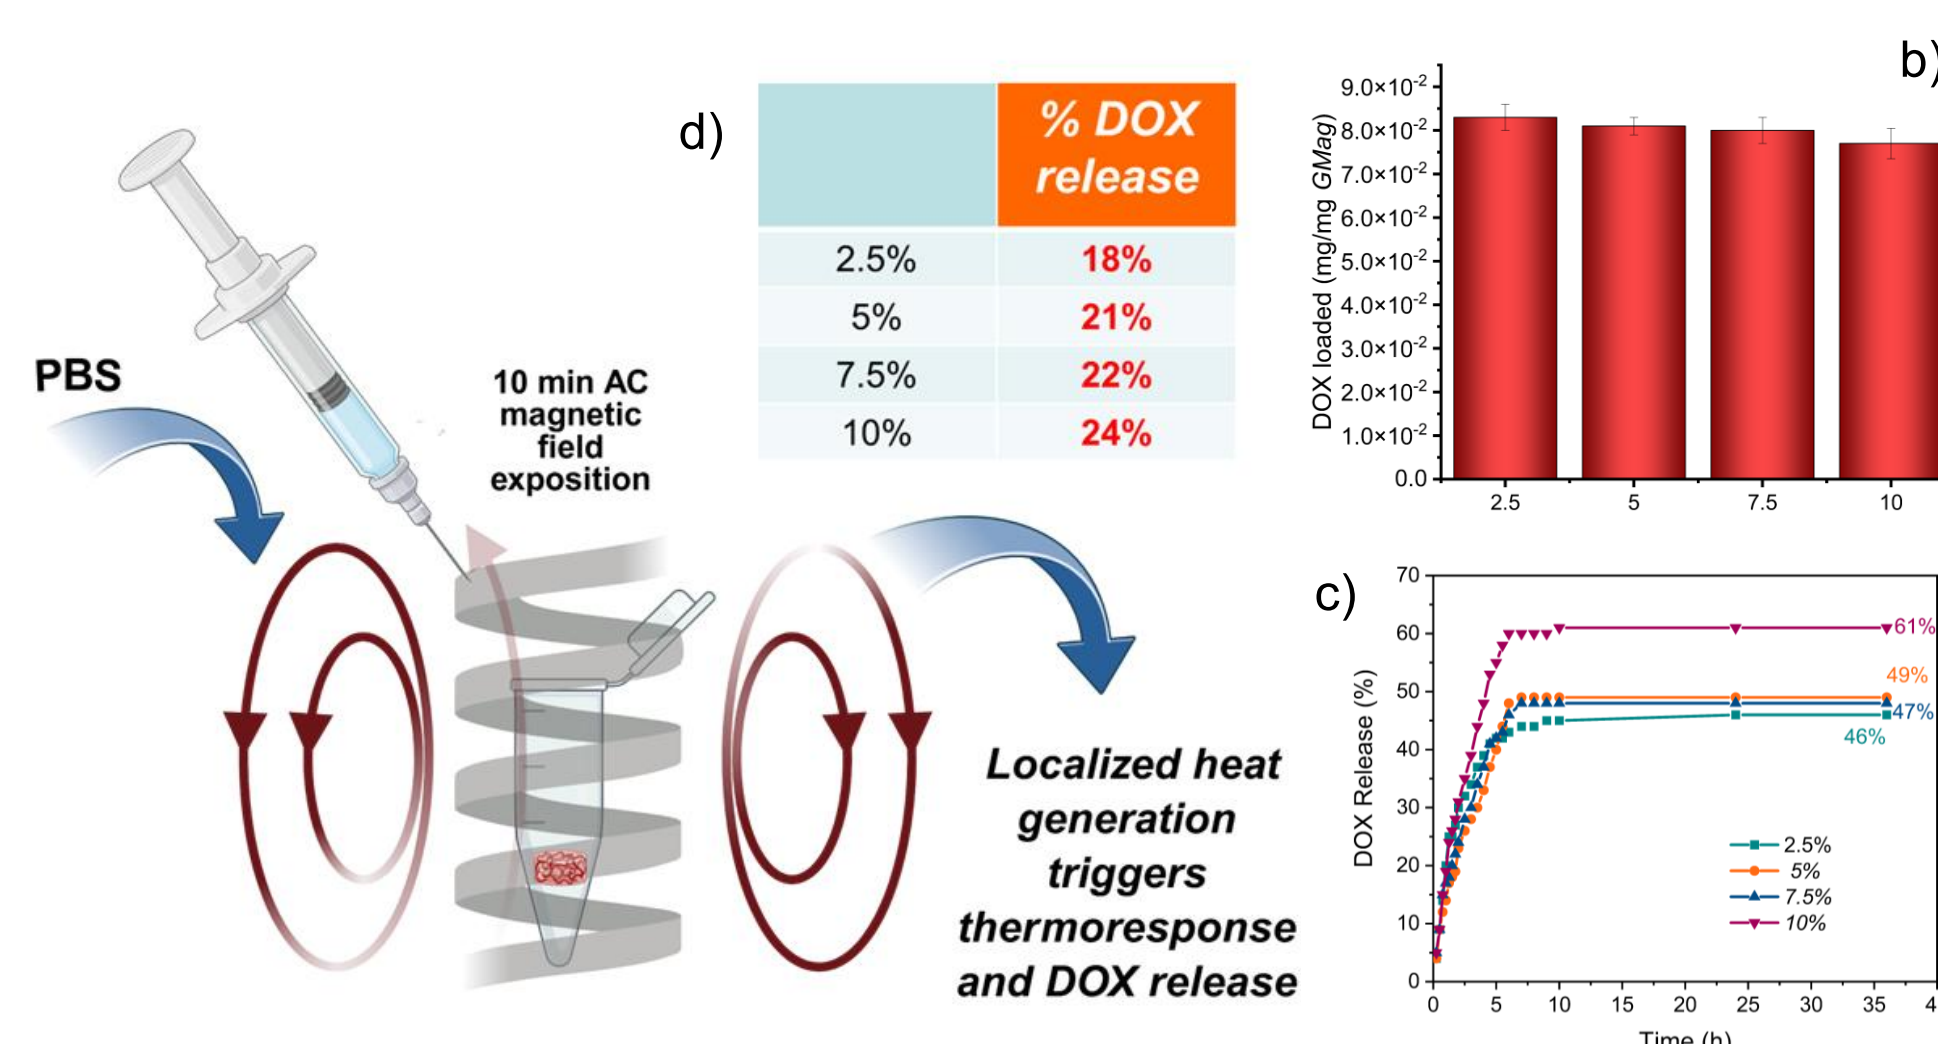 PBS
10 min AC
magnetic
field
exposition
d)
% DOX
release
2.5% 18%
5% 21%
7.5% 22%
10% 24%
Localized heat
generation
triggers
thermoresponse
and DOX release
b)
DOX loaded (mg/mg GMag)
9.0×10-2
8.0×10-2
7.0×10-2
6.0×10-2
5.0×10-2
4.0×10-2
3.0×10-2
2.0×10-2
1.0×10-2
0.0
2.5 5 7.5 10
c)
DOX Release (%)
70
60
50
40
30
20
10
0
0 5 10 15 20 25 30 35 4
Time (h)
61%
49%
47%
46%
2.5%
5%
7.5%
10%